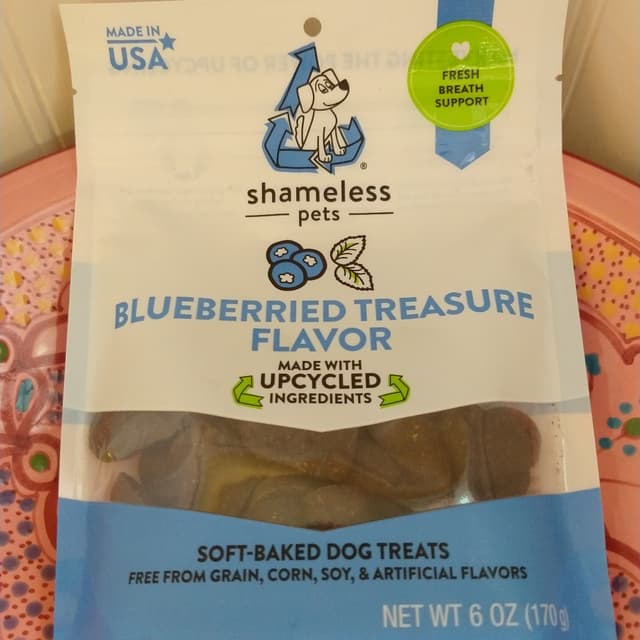 MADE IN
USA
FRESH
BREATH
SUPPORT
®
shameless
pets
BLUEBERRIED TREASURE
FLAVOR
MADE WITH
UPCYCLED
INGREDIENTS
SOFT-BAKED DOG TREATS
FREE FROM GRAIN, CORN, SOY, & ARTIFICIAL FLAVORS
NET WT 6 OZ (170g)